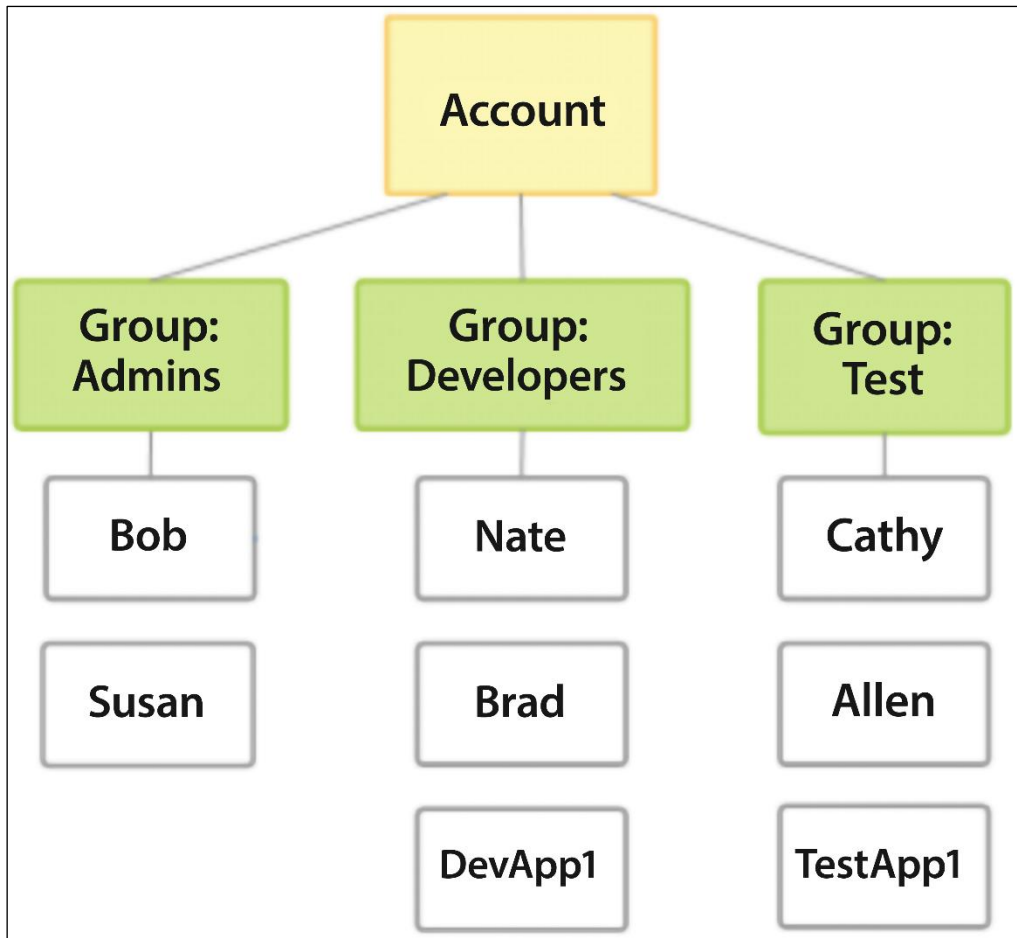 Account
Group:
Admins
Group:
Developers
Group:
Test
Bob
Nate
Cathy
Susan
Brad
Allen
DevApp1
TestApp1